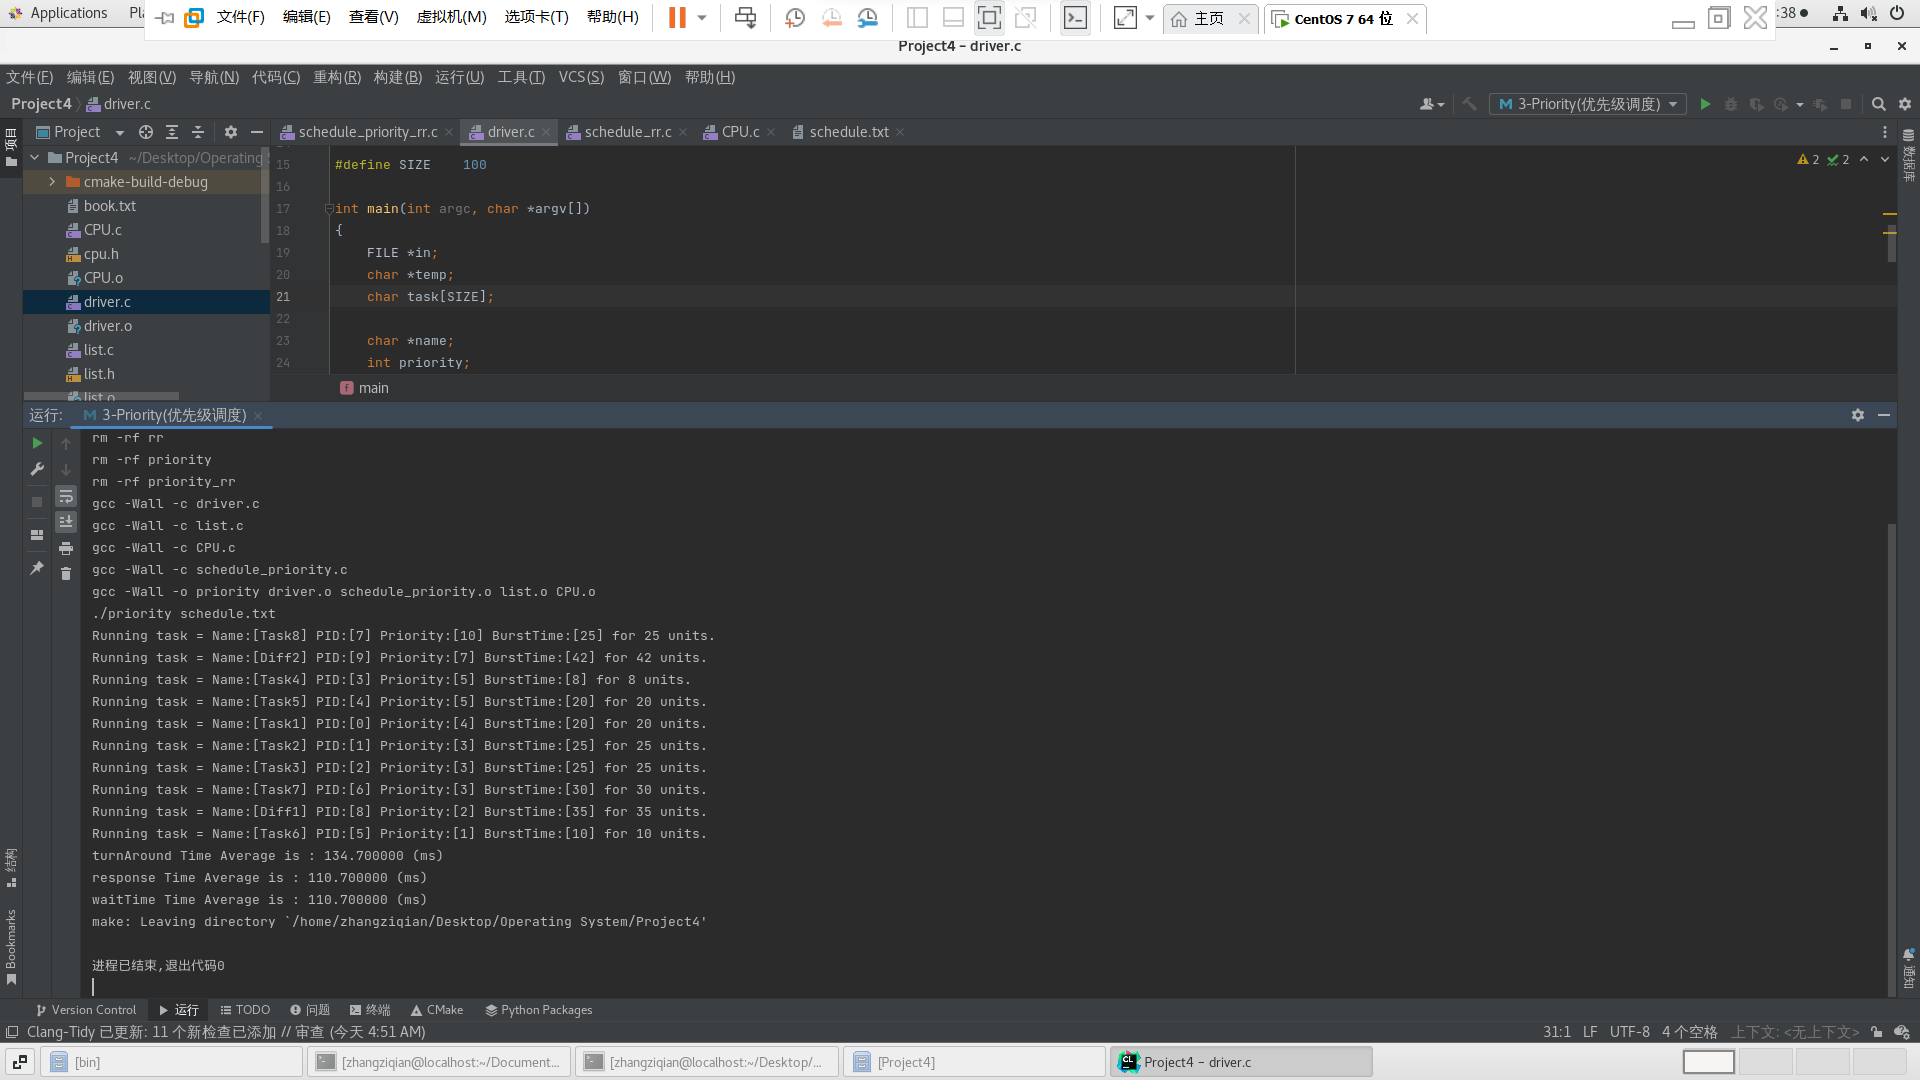 Applications
Pla
文件(F) 编辑(E) 查看(V) 虚拟机(M) 选项卡(T) 帮助(H)
主页
CentOS 7 64 位
:38
Project4 – driver.c
文件(F) 编辑(E) 视图(V) 导航(N) 代码(C) 重构(R) 构建(B) 运行(U) 工具(T) VCS(S) 窗口(W) 帮助(H)
Project4 driver.c
3-Priority(优先级调度)
项目
Project
schedule_priority_rr.c driver.c schedule_rr.c CPU.c schedule.txt
数据库
Project4 ~/Desktop/Operating
cmake-build-debug
book.txt
CPU.c
cpu.h
CPU.o
driver.c
driver.o
list.c
list.h
list.o
2 2
15 #define SIZE 100
16
17 int main(int argc, char *argv[])
18 {
19 FILE *in;
20 char *temp;
21 char task[SIZE];
22
23 char *name;
24 int priority;
main
运行: 3-Priority(优先级调度)
rm -rf rr
rm -rf priority
rm -rf priority_rr
gcc -Wall -c driver.c
gcc -Wall -c list.c
gcc -Wall -c CPU.c
gcc -Wall -c schedule_priority.c
gcc -Wall -o priority driver.o schedule_priority.o list.o CPU.o
./priority schedule.txt
Running task = Name:[Task8] PID:[7] Priority:[10] BurstTime:[25] for 25 units.
Running task = Name:[Diff2] PID:[9] Priority:[7] BurstTime:[42] for 42 units.
Running task = Name:[Task4] PID:[3] Priority:[5] BurstTime:[8] for 8 units.
Running task = Name:[Task5] PID:[4] Priority:[5] BurstTime:[20] for 20 units.
Running task = Name:[Task1] PID:[0] Priority:[4] BurstTime:[20] for 20 units.
Running task = Name:[Task2] PID:[1] Priority:[3] BurstTime:[25] for 25 units.
Running task = Name:[Task3] PID:[2] Priority:[3] BurstTime:[25] for 25 units.
Running task = Name:[Task7] PID:[6] Priority:[3] BurstTime:[30] for 30 units.
Running task = Name:[Diff1] PID:[8] Priority:[2] BurstTime:[35] for 35 units.
Running task = Name:[Task6] PID:[5] Priority:[1] BurstTime:[10] for 10 units.
turnAround Time Average is : 134.700000 (ms)
response Time Average is : 110.700000 (ms)
waitTime Time Average is : 110.700000 (ms)
make: Leaving directory `/home/zhangziqian/Desktop/Operating System/Project4'
进程已结束,退出代码0
结构
Bookmarks
通知
Version Control 运行 TODO 问题 终端 CMake Python Packages
Clang-Tidy 已更新: 11 个新检查已添加 // 审查 (今天 4:51 AM)
31:1 LF UTF-8 4 个空格 上下文: <无上下文>
[bin]
[zhangziqian@localhost:~/Document...
[zhangziqian@localhost:~/Desktop/...
[Project4]
Project4 – driver.c